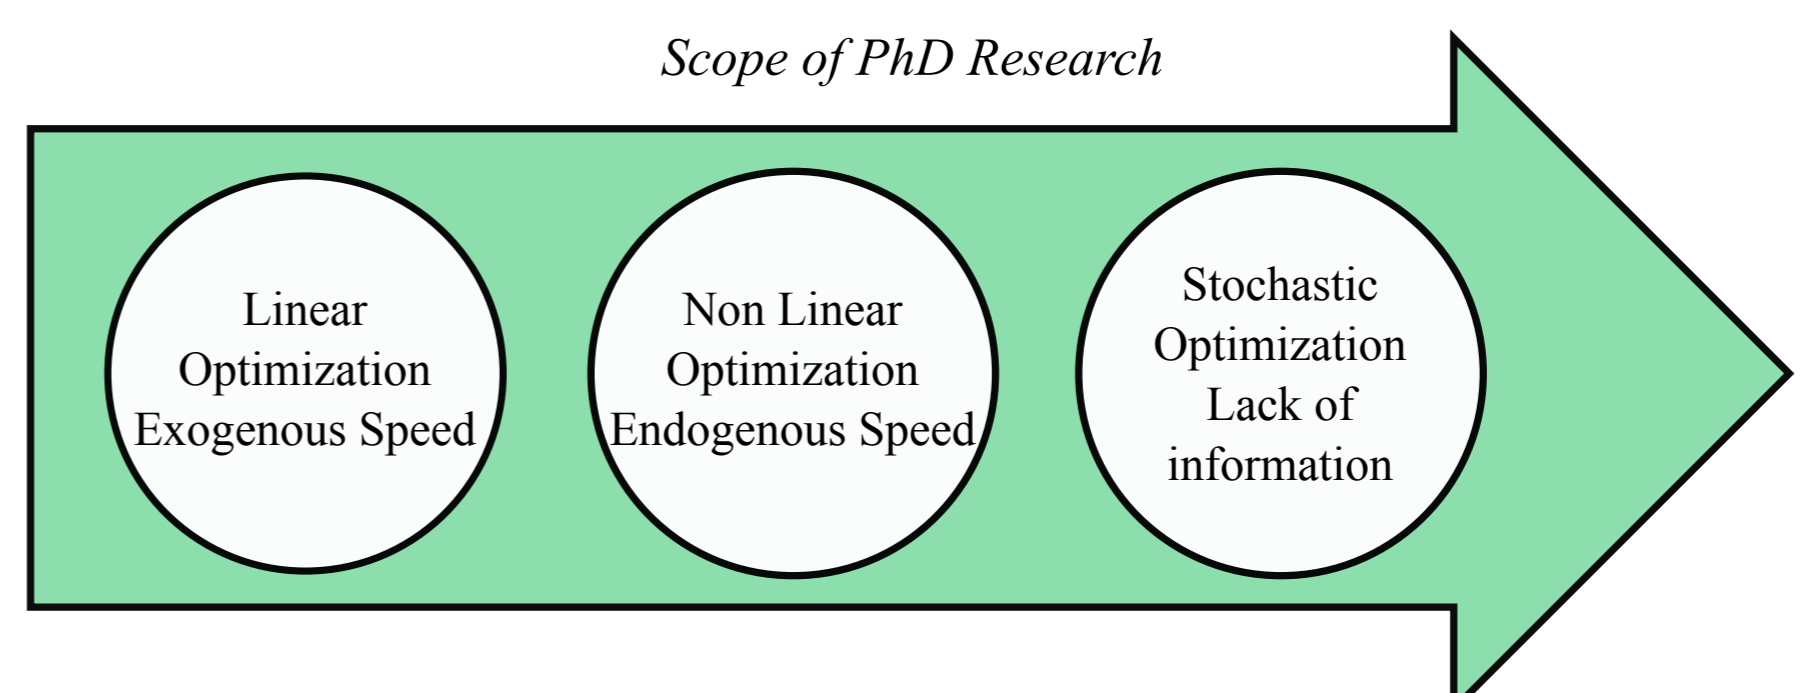 Scope of PhD Research
Linear
Optimization
Exogenous Speed
Non Linear
Optimization
Endogenous Speed
Stochastic
Optimization
Lack of
information